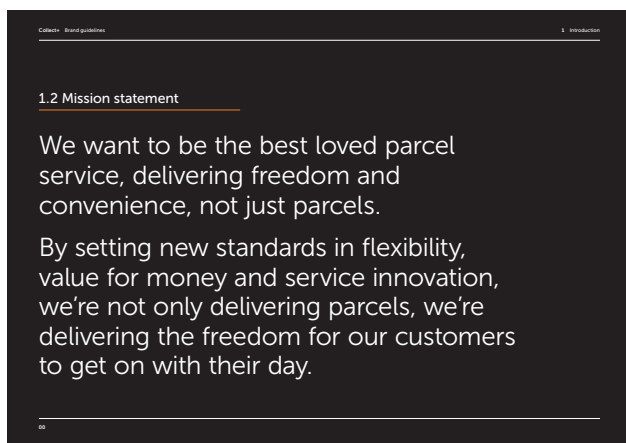 Collect+ Brand guidelines
1 Introduction
1.2 Mission statement
We want to be the best loved parcel
service, delivering freedom and
convenience, not just parcels.
By setting new standards in flexibility,
value for money and service innovation,
we’re not only delivering parcels, we’re
delivering the freedom for our customers
to get on with their day.
00